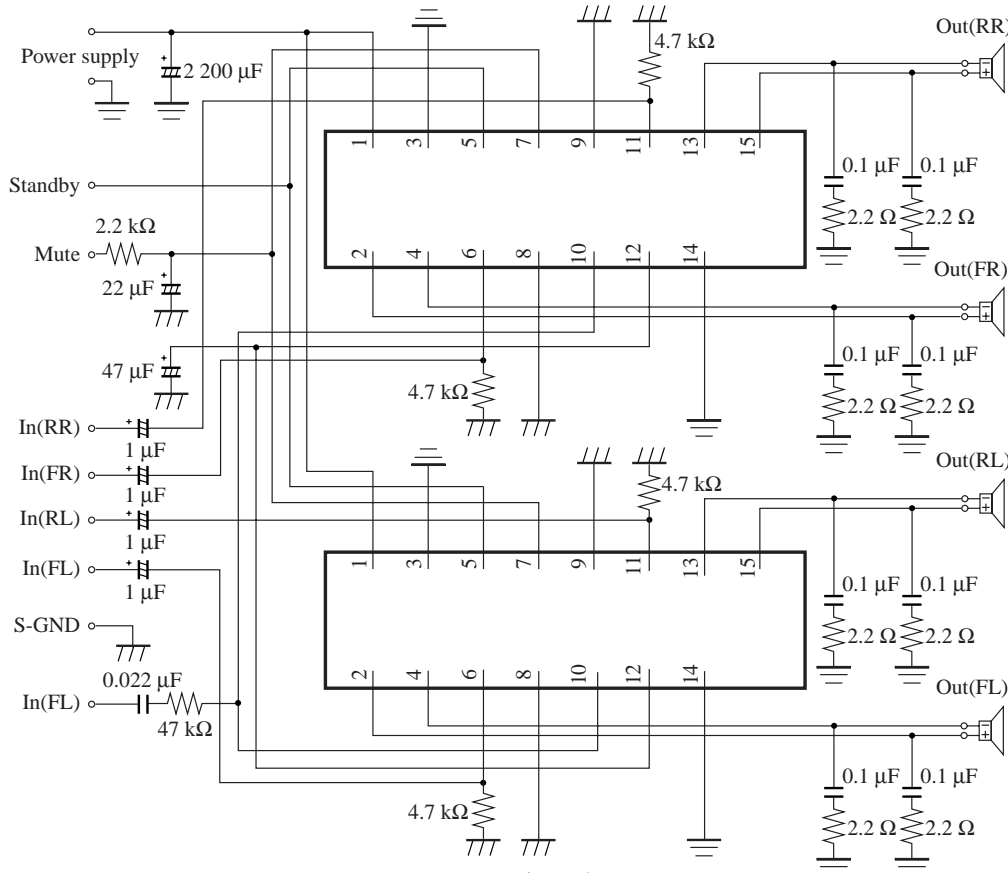 Power supply
2 200 μF
4.7 kΩ
Out(RR)
1 3 5 7 9 11 13 15
0.1 μF 0.1 μF
2.2 Ω 2.2 Ω
Standby
2.2 kΩ
Mute
22 μF
2 4 6 8 10 12 14
Out(FR)
47 μF
4.7 kΩ
0.1 μF 0.1 μF
2.2 Ω 2.2 Ω
In(RR)
1 μF
In(FR)
1 μF
In(RL)
1 μF
In(FL)
1 μF
4.7 kΩ
Out(RL)
1 3 5 7 9 11 13 15
0.1 μF 0.1 μF
2.2 Ω 2.2 Ω
S-GND
0.022 μF
In(FL)
47 kΩ
2 4 6 8 10 12 14
Out(FL)
4.7 kΩ
0.1 μF 0.1 μF
2.2 Ω 2.2 Ω